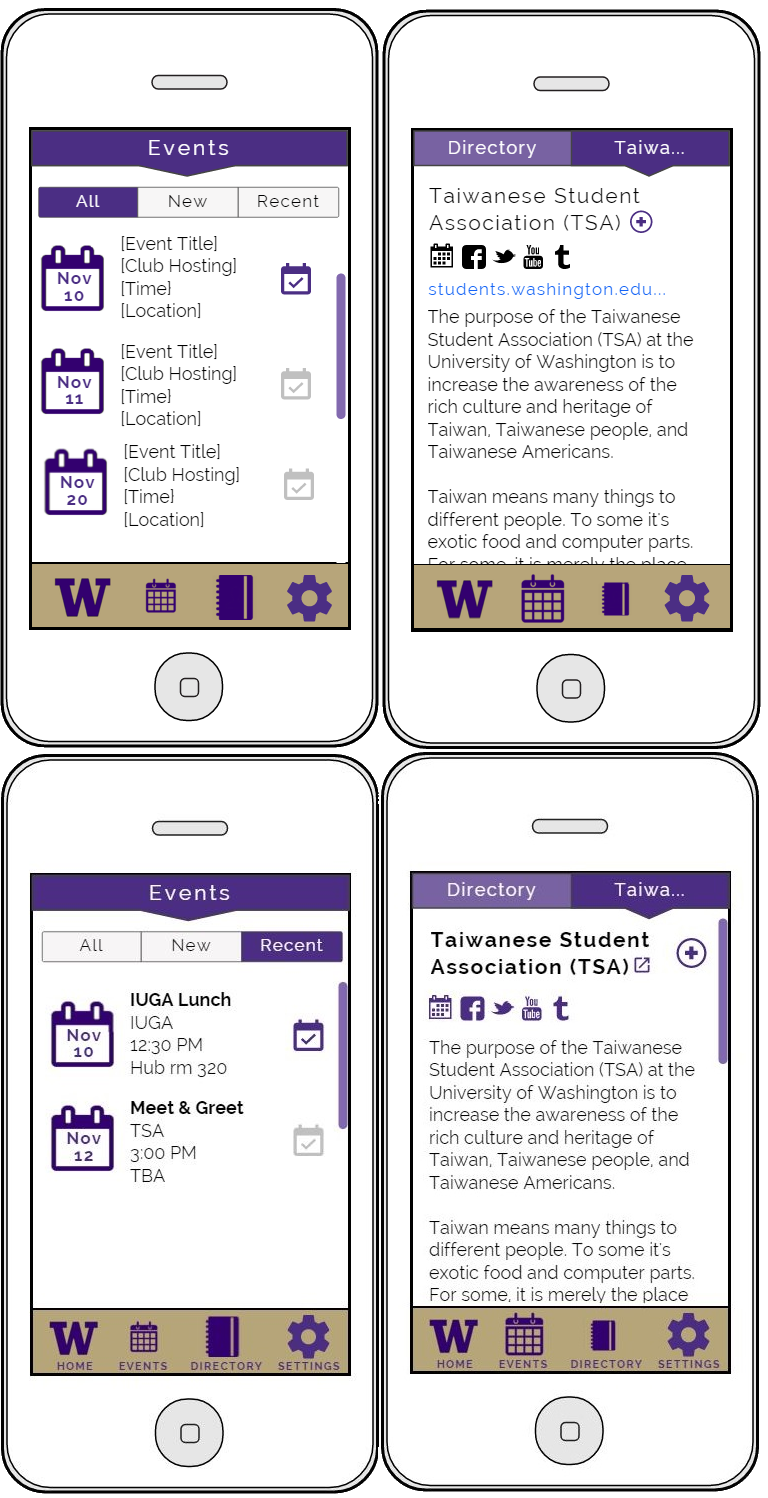 Events
All New Recent
Nov
10
[Event Title]
[Club Hosting]
[Time}
[Location]
Nov
11
[Event Title]
[Club Hosting]
[Time}
[Location]
Nov
20
[Event Title]
[Club Hosting]
[Time}
[Location]
W
Directory Taiwa...
Taiwanese Student
Association (TSA)
You
Tube
t
students.washington.edu...
The purpose of the Taiwanese
Student Association (TSA) at the
University of Washington is to
increase the awareness of the
rich culture and heritage of
Taiwan, Taiwanese people, and
Taiwanese Americans.
Taiwan means many things to
different people. To some it's
exotic food and computer parts.
For some, it is merely the place
W
Events
All New Recent
Nov
10
IUGA Lunch
IUGA
12:30 PM
Hub rm 320
Nov
12
Meet & Greet
TSA
3:00 PM
TBA
W
HOME EVENTS DIRECTORY SETTINGS
Directory Taiwa...
Taiwanese Student
Association (TSA)
You
Tube
t
The purpose of the Taiwanese
Student Association (TSA) at the
University of Washington is to
increase the awareness of the
rich culture and heritage of
Taiwan, Taiwanese people, and
Taiwanese Americans.
Taiwan means many things to
different people. To some it's
exotic food and computer parts.
For some, it is merely the place
W
HOME EVENTS DIRECTORY SETTINGS